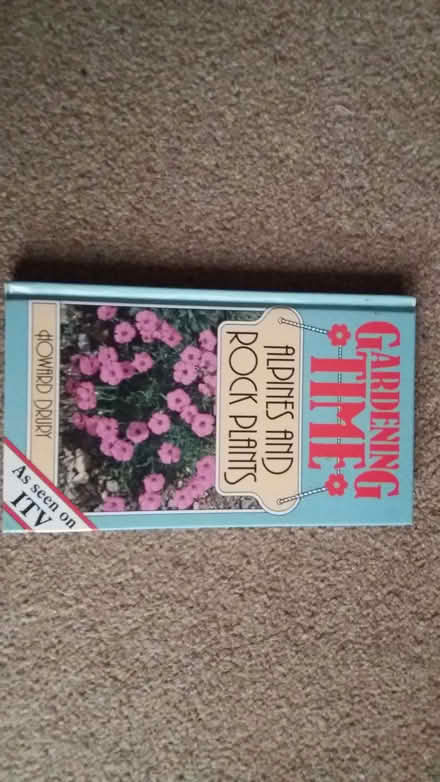 GARDENING
TIME
ALPINES AND
ROCK PLANTS
HOWARD DRURY
As seen on
ITV